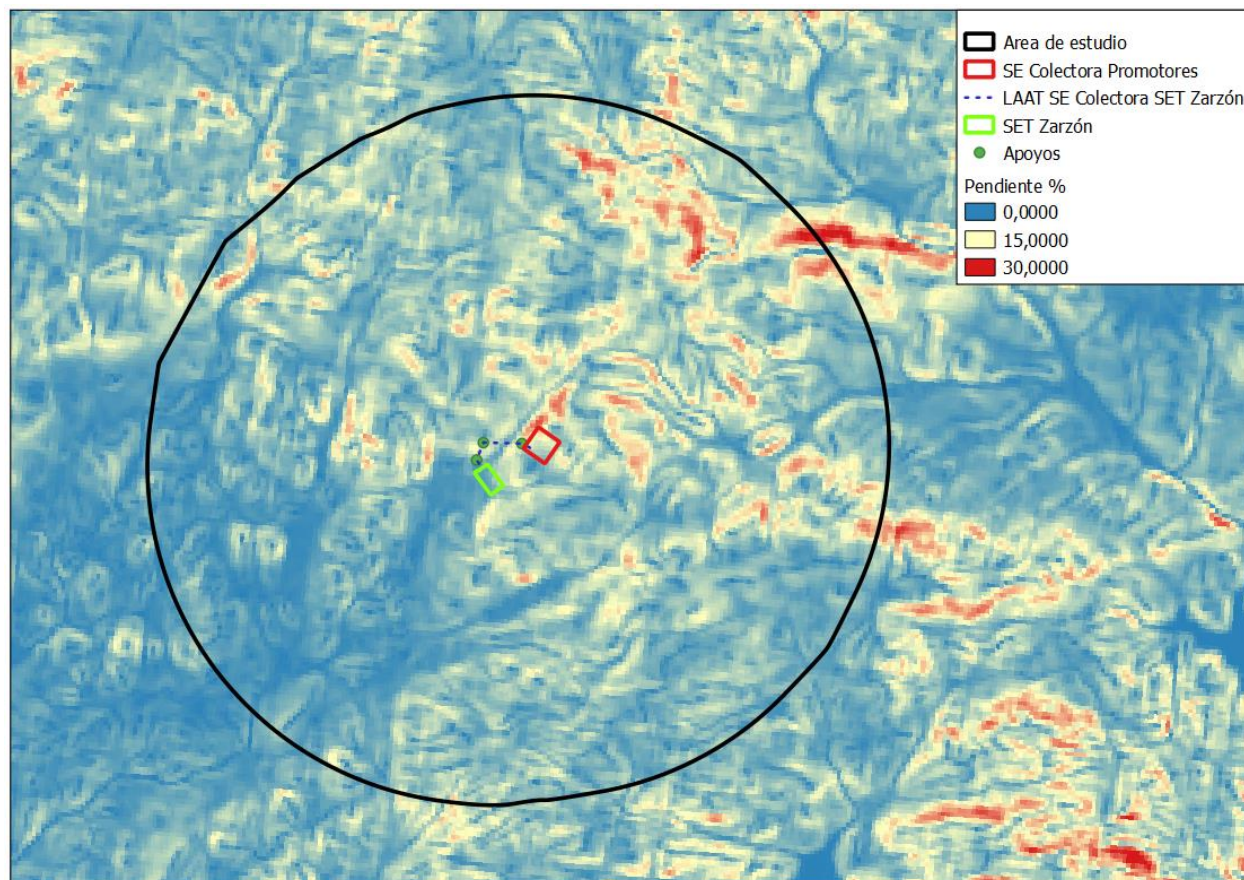 Area de estudio
SE Colectora Promotores
LAAT SE Colectora SET Zarzón
SET Zarzón
Apoyos
Pendiente %
0,0000
15,0000
30,0000